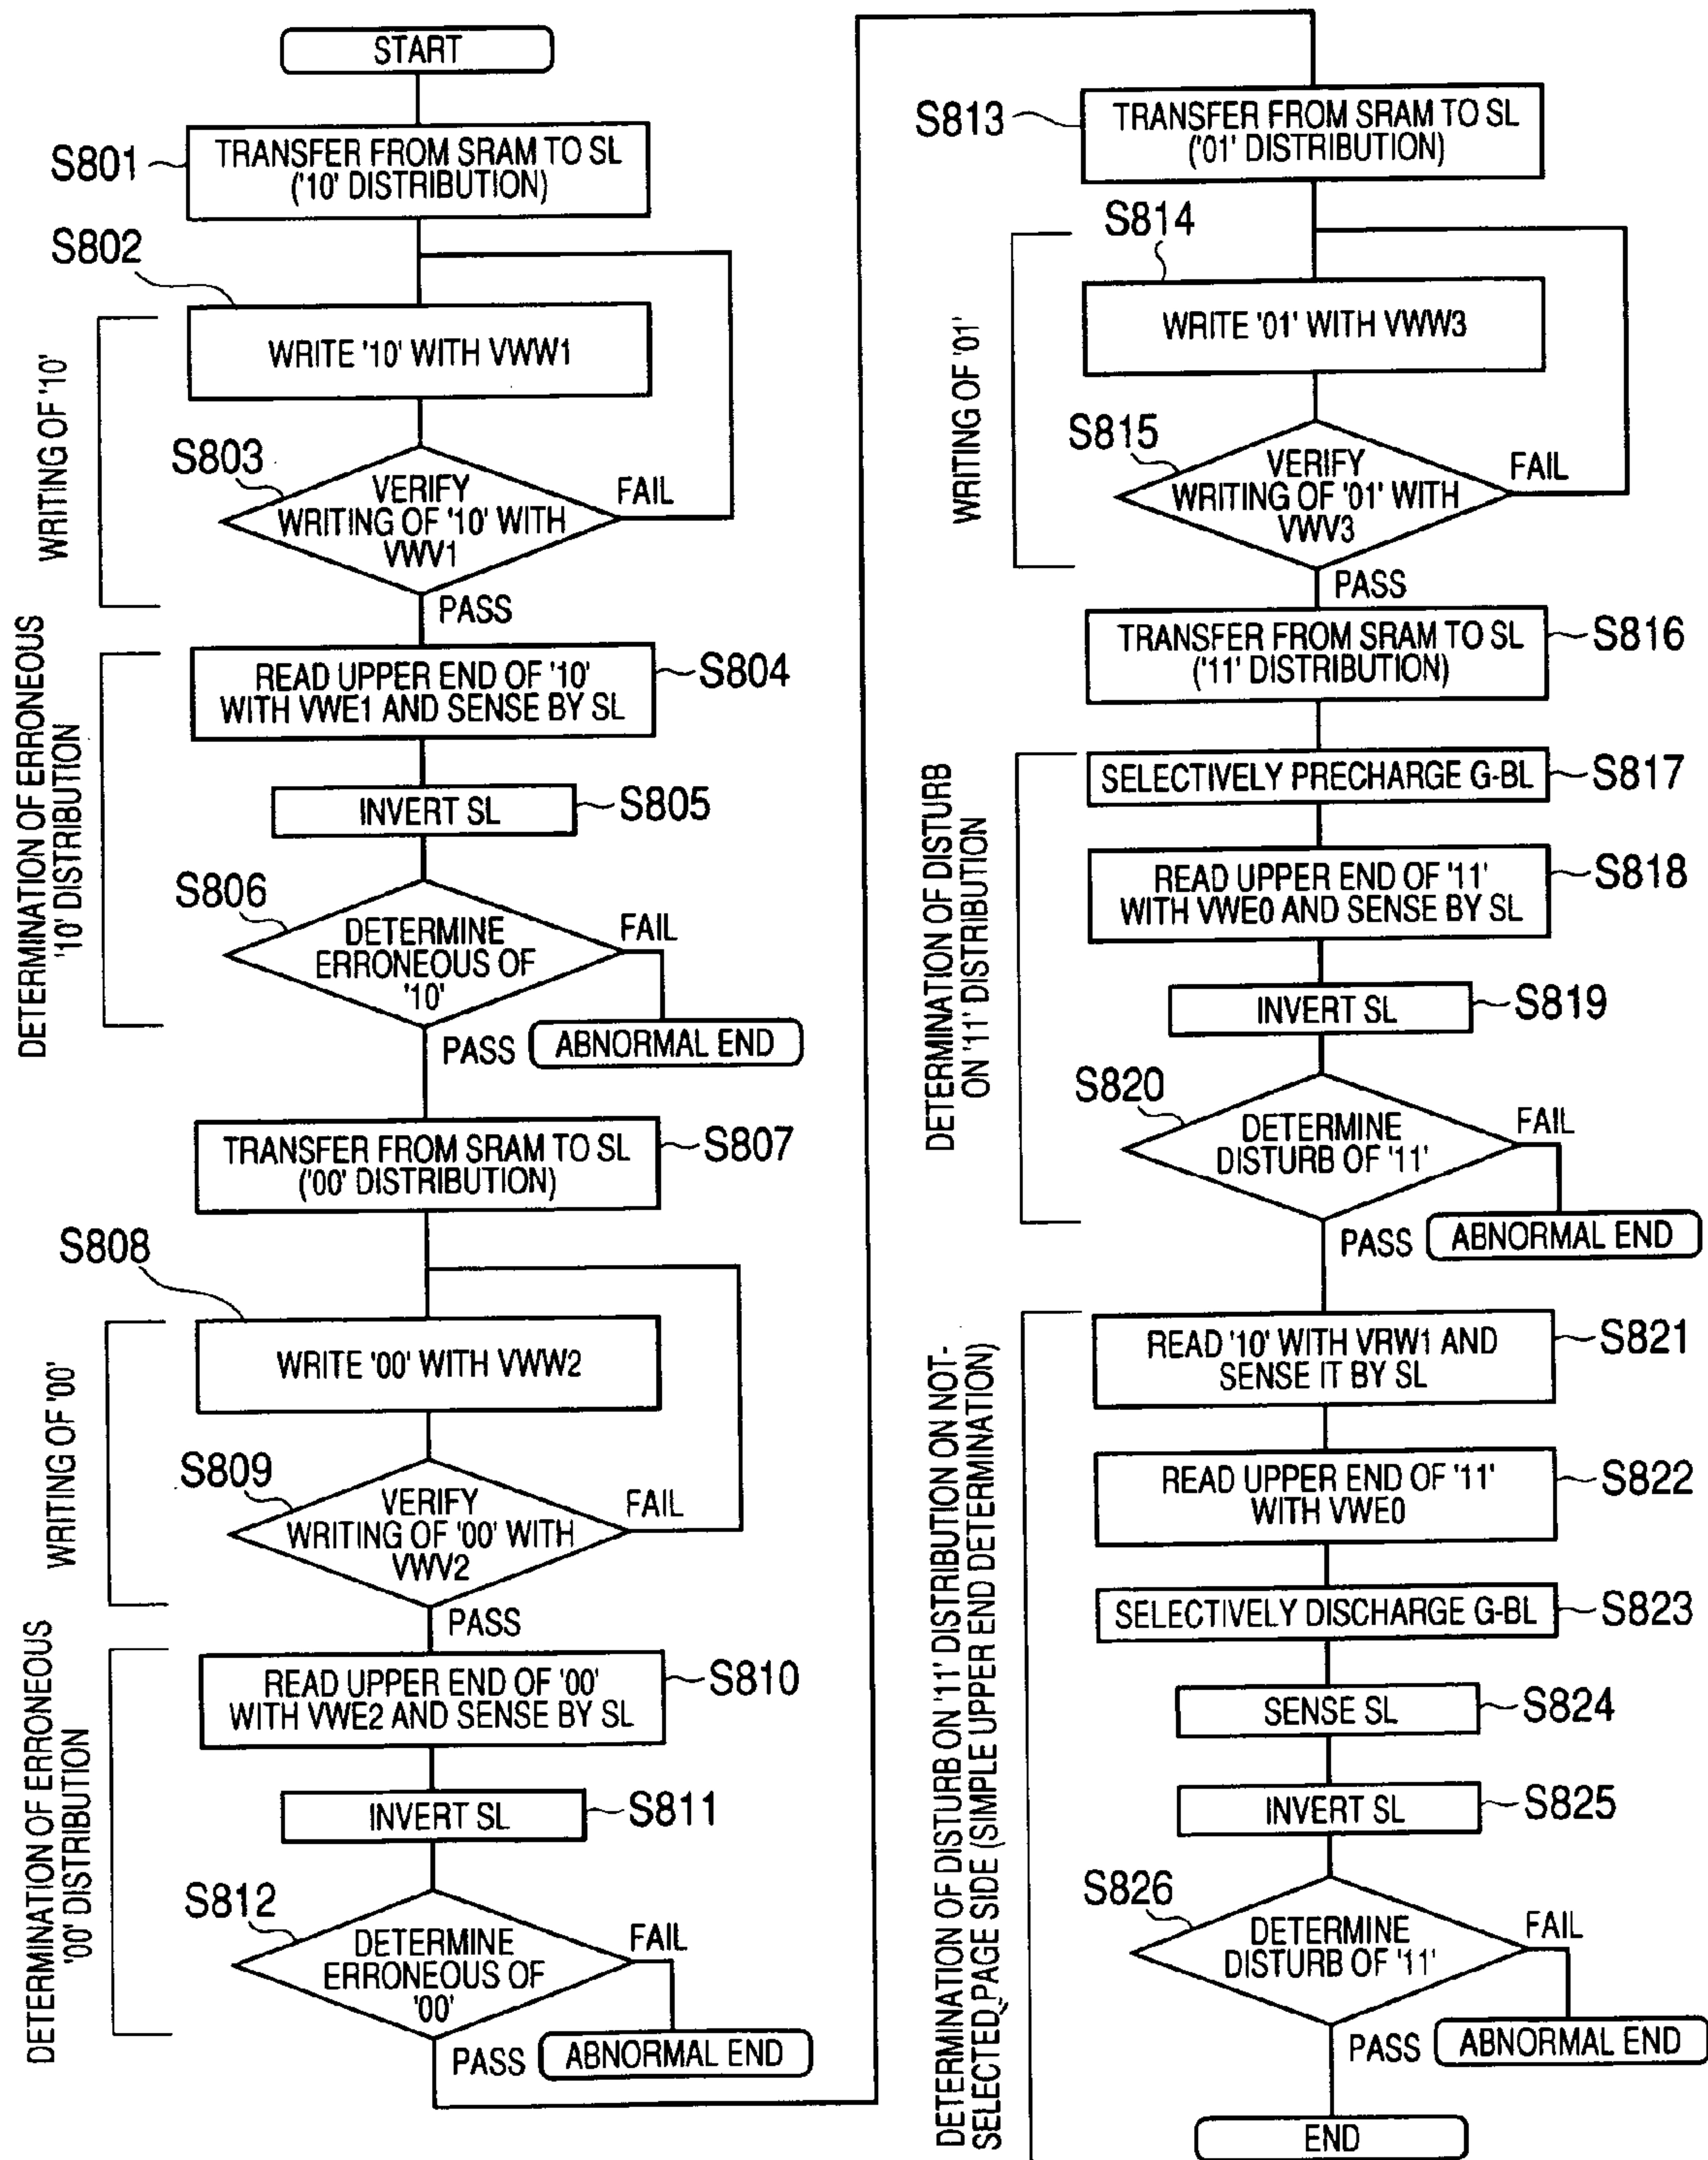 START
S801
TRANSFER FROM SRAM TO SL
('10' DISTRIBUTION)
S802
WRITE '10' WITH VWW1
WRITING OF '10'
S803
VERIFY
WRITING OF '10' WITH
VWV1
FAIL
PASS
DETERMINATION OF ERRONEOUS
'10' DISTRIBUTION
READ UPPER END OF '10'
WITH VWE1 AND SENSE BY SL
S804
INVERT SL
S805
S806
DETERMINE
ERRONEOUS OF
'10'
FAIL
PASS
ABNORMAL END
TRANSFER FROM SRAM TO SL
('00' DISTRIBUTION)
S807
S808
WRITE '00' WITH VWW2
WRITING OF '00'
S809
VERIFY
WRITING OF '00' WITH
VWV2
FAIL
PASS
DETERMINATION OF ERRONEOUS
'00' DISTRIBUTION
READ UPPER END OF '00'
WITH VWE2 AND SENSE BY SL
S810
INVERT SL
S811
S812
DETERMINE
ERRONEOUS OF
'00'
FAIL
PASS
ABNORMAL END
S813
TRANSFER FROM SRAM TO SL
('01' DISTRIBUTION)
S814
WRITE '01' WITH VWW3
WRITING OF '01'
S815
VERIFY
WRITING OF '01' WITH
VWV3
FAIL
PASS
TRANSFER FROM SRAM TO SL
('11' DISTRIBUTION)
S816
DETERMINATION OF DISTURB
ON '11' DISTRIBUTION
SELECTIVELY PRECHARGE G-BL
S817
READ UPPER END OF '11'
WITH VWE0 AND SENSE BY SL
S818
INVERT SL
S819
S820
DETERMINE
DISTURB OF '11'
FAIL
PASS
ABNORMAL END
DETERMINATION OF DISTURB ON '11' DISTRIBUTION ON NOT-
SELECTED PAGE SIDE (SIMPLE UPPER END DETERMINATION)
READ '10' WITH VRW1 AND
SENSE IT BY SL
S821
READ UPPER END OF '11'
WITH VWE0
S822
SELECTIVELY DISCHARGE G-BL
S823
SENSE SL
S824
INVERT SL
S825
S826
DETERMINE
DISTURB OF '11'
FAIL
PASS
ABNORMAL END
END